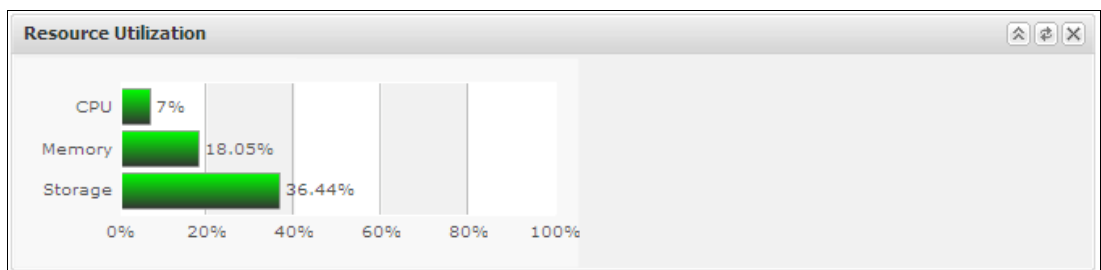 Resource Utilization
CPU 7%
Memory 18.05%
Storage 36.44%
0% 20% 40% 60% 80% 100%